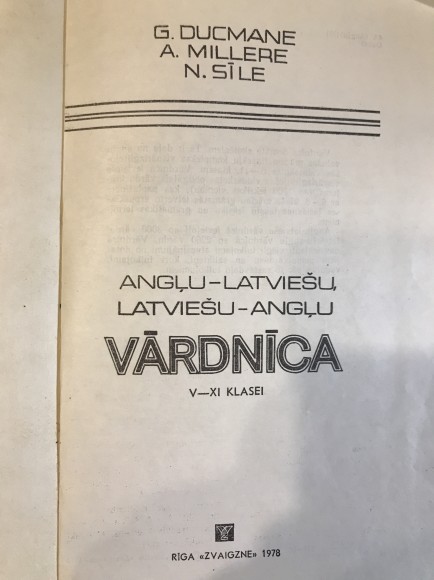 G. DUCMANE
A. MILLERE
N. SĪLE
ANGĻU-LATVIEŠU,
LATVIEŠU-ANGĻU
VĀRDNĪCA
V—XI KLASEI
RĪGA «ZVAIGZNE» 1978